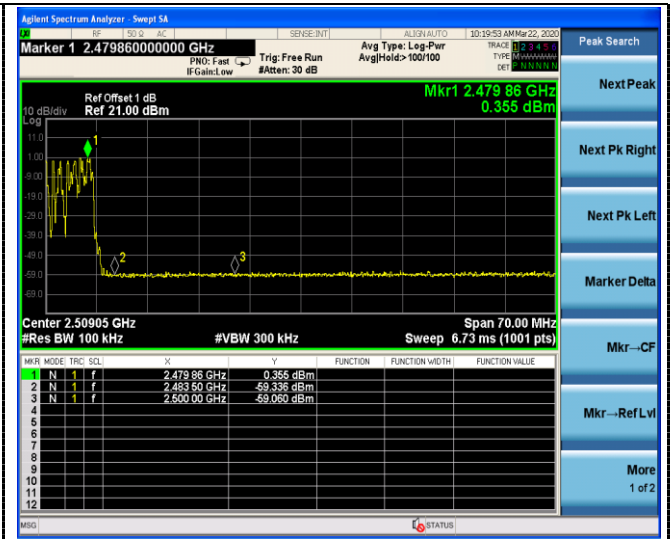 Agilent Spectrum Analyzer - Swept SA
RF 50 Ω AC SENSE:INT ALIGN AUTO 10:19:53 AM Mar 22, 2020
Marker 1 2.479860000000 GHz
PNO: Fast
IFGain:Low
Trig: Free Run
#Atten: 30 dB
Avg Type: Log-Pwr
Avg|Hold:>100/100
TRACE 1 2 3 4 5 6
TYPE M
DET P N N N N N
Peak Search
Next Peak
Next Pk Right
Next Pk Left
Marker Delta
Mkr→CF
Mkr→Ref Lvl
More
1 of 2
Ref Offset 1 dB
10 dB/div Ref 21.00 dBm
Log
Mkr1 2.479 86 GHz
0.355 dBm
11.0
1.00
-9.00
-19.0
-29.0
-39.0
-49.0
-59.0
-69.0
1
2
3
Center 2.50905 GHz Span 70.00 MHz
#Res BW 100 kHz #VBW 300 kHz Sweep 6.73 ms (1001 pts)
MKR MODE TRC SCL X Y FUNCTION FUNCTION WIDTH FUNCTION VALUE
1 N 1 f 2.479 86 GHz 0.355 dBm
2 N 1 f 2.483 50 GHz -59.336 dBm
3 N 1 f 2.500 00 GHz -59.060 dBm
4
5
6
7
8
9
10
11
12
MSG STATUS